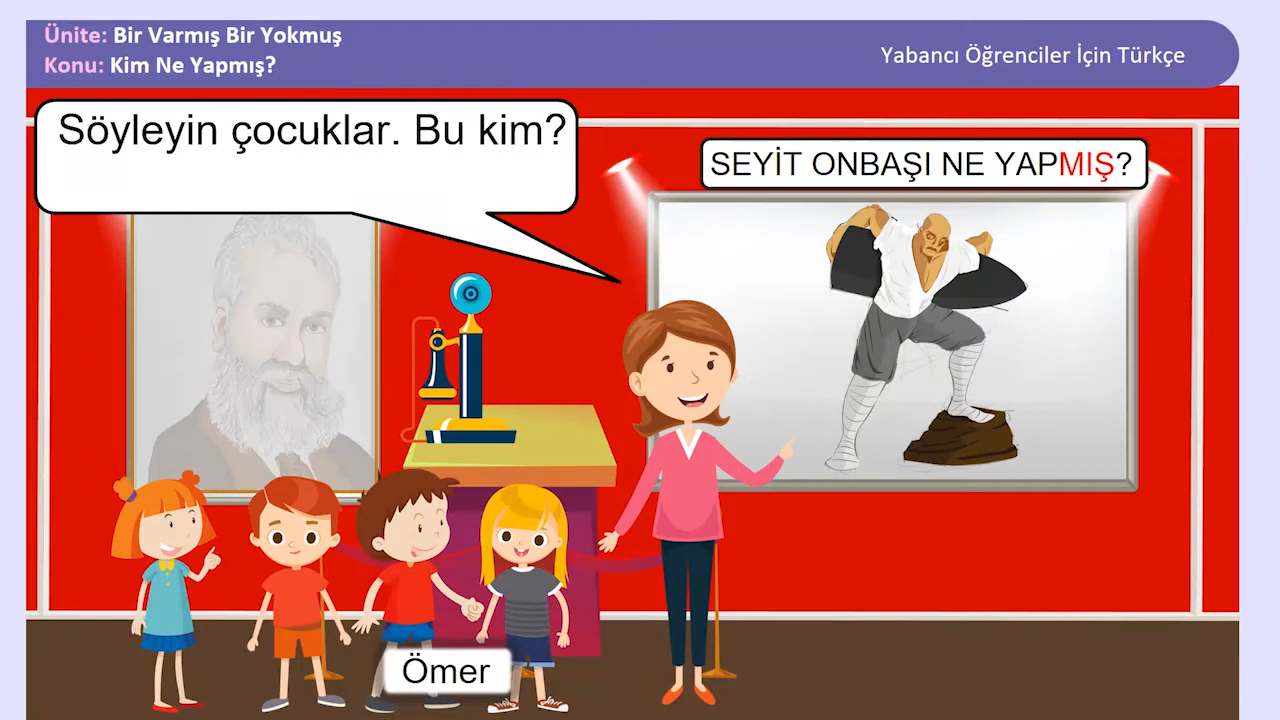 Ünite: Bir Varmış Bir Yokmuş
Konu: Kim Ne Yapmış?
Yabancı Öğrenciler İçin Türkçe
Söyleyin çocuklar. Bu kim?
SEYİT ONBAŞI NE YAPMIŞ?
Ömer